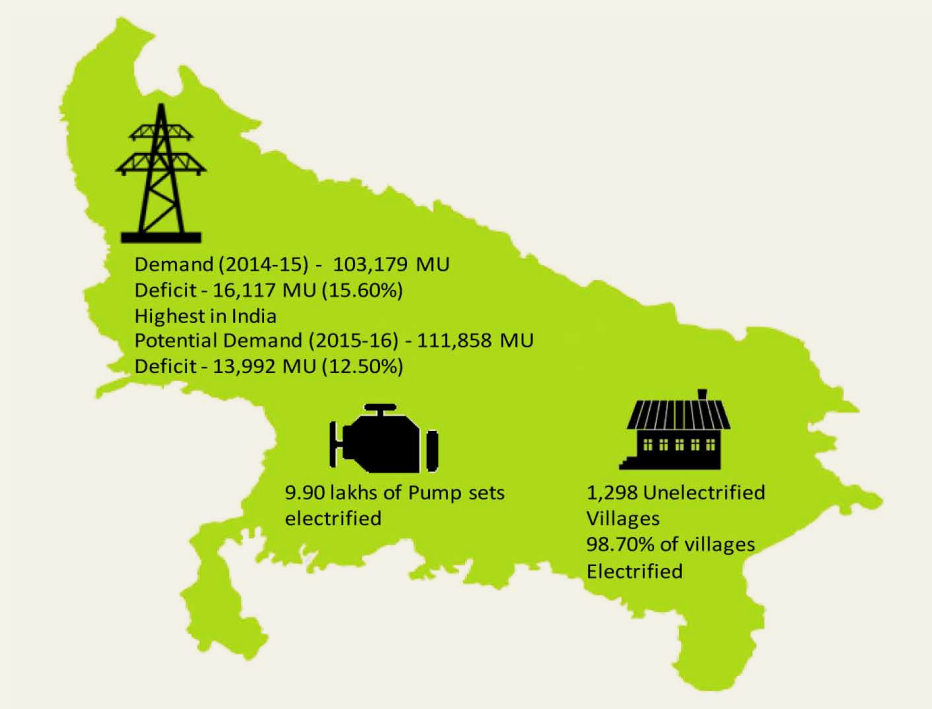 Demand (2014-15) - 103,179 MU
Deficit - 16,117 MU (15.60%)
Highest in India
Potential Demand (2015-16) - 111,858 MU
Deficit - 13,992 MU (12.50%)
9.90 lakhs of Pump sets
electrified
1,298 Unelectrified
Villages
98.70% of villages
Electrified